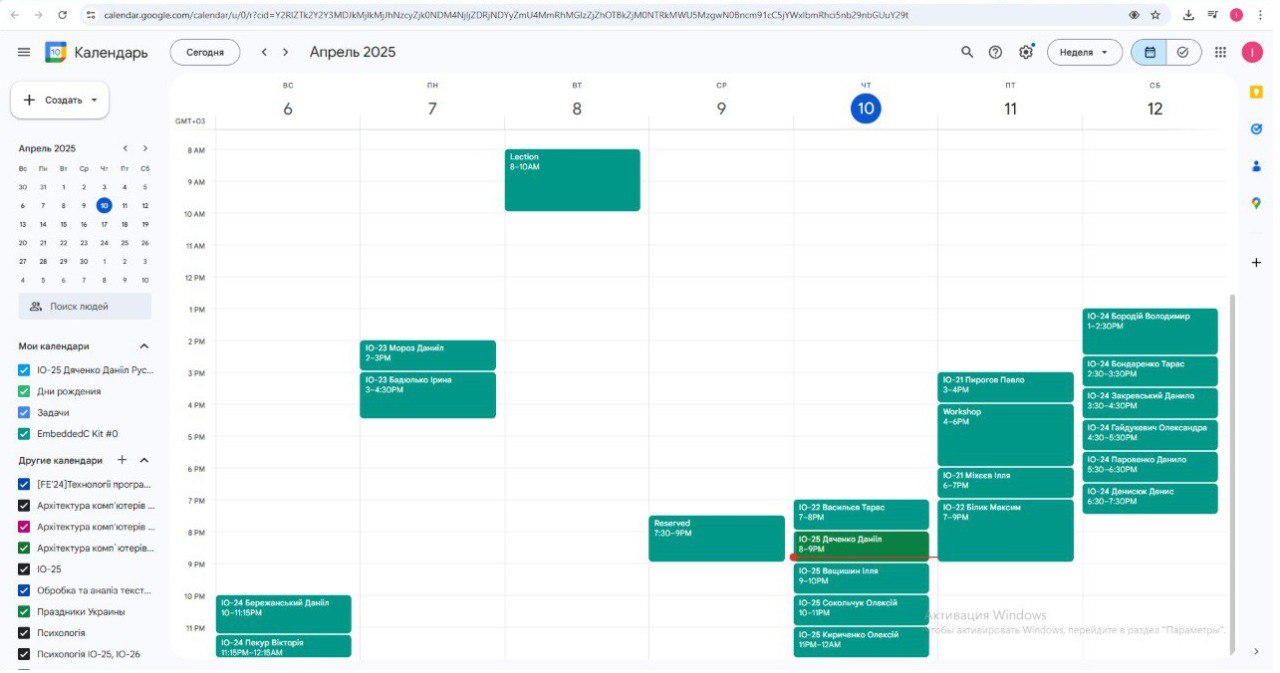 Календарь
Сегодня
Апрель 2025
Неделя
Создать
Апрель 2025
Вс Пн Вт Ср Чт Пт Сб
30 31 1 2 3 4 5
6 7 8 9 10 11 12
13 14 15 16 17 18 19
20 21 22 23 24 25 26
27 28 29 30 1 2 3
4 5 6 7 8 9 10
Поиск людей
Мои календари
ІО-25 Дяченко Данііл Рус...
Дни рождения
Задачи
EmbeddedC Kit #0
Другие календари
[FE'24]Технології програ...
Архітектура комп'ютерів ...
Архітектура комп'ютерів ...
Архітектура комп'ютерів...
ІО-25
Обробка та аналіз текст...
Праздники Украины
Психологія
Психологія ІО-25, ІО-26
GMT+03
ВС ПН ВТ СР ЧТ ПТ СБ
6 7 8 9 10 11 12
8 AM
9 AM
10 AM
11 AM
12 PM
1 PM
2 PM
3 PM
4 PM
5 PM
6 PM
7 PM
8 PM
9 PM
10 PM
11 PM
ІО-24 Бережанський Данііл
10–11:15PM
ІО-24 Пекур Вікторія
11:15PM–12:15AM
ІО-23 Мороз Даниїл
2–3PM
ІО-23 Бадюлько Ірина
3–4:30PM
Lection
8–10AM
Reserved
7:30–9PM
ІО-22 Васильєв Тарас
7–8PM
ІО-25 Дяченко Данііл
8–9PM
ІО-25 Ващишин Ілля
9–10PM
ІО-25 Сокольчук Олексій
10–11PM
ІО-25 Кириченко Олексій
11PM–12AM
ІО-21 Пирогов Павло
3–4PM
Workshop
4–6PM
ІО-21 Міхеєв Ілля
6–7PM
ІО-22 Білик Максим
7–9PM
ІО-24 Бородій Володимир
1–2:30PM
ІО-24 Бондаренко Тарас
2:30–3:30PM
ІО-24 Закревський Данило
3:30–4:30PM
ІО-24 Гайдукевич Олександра
4:30–5:30PM
ІО-24 Паровенко Данило
5:30–6:30PM
ІО-24 Денисюк Денис
6:30–7:30PM
Активация Windows
Чтобы активировать Windows, перейдите в раздел "Параметры".